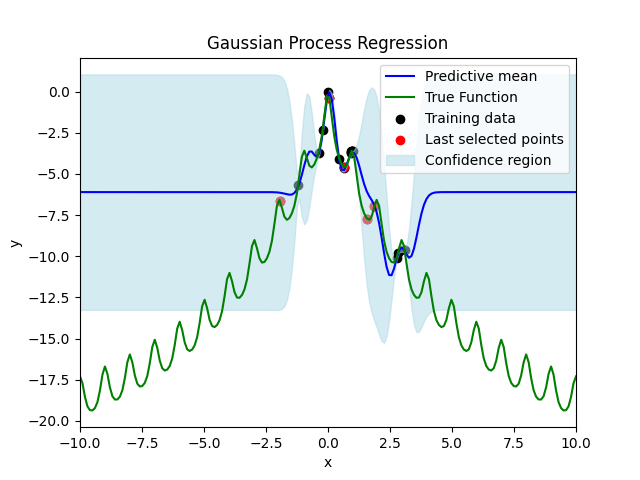 Gaussian Process Regression
Predictive mean
True Function
Training data
Last selected points
Confidence region
y
0.0
−2.5
−5.0
−7.5
−10.0
−12.5
−15.0
−17.5
−20.0
−10.0 −7.5 −5.0 −2.5 0.0 2.5 5.0 7.5 10.0
x